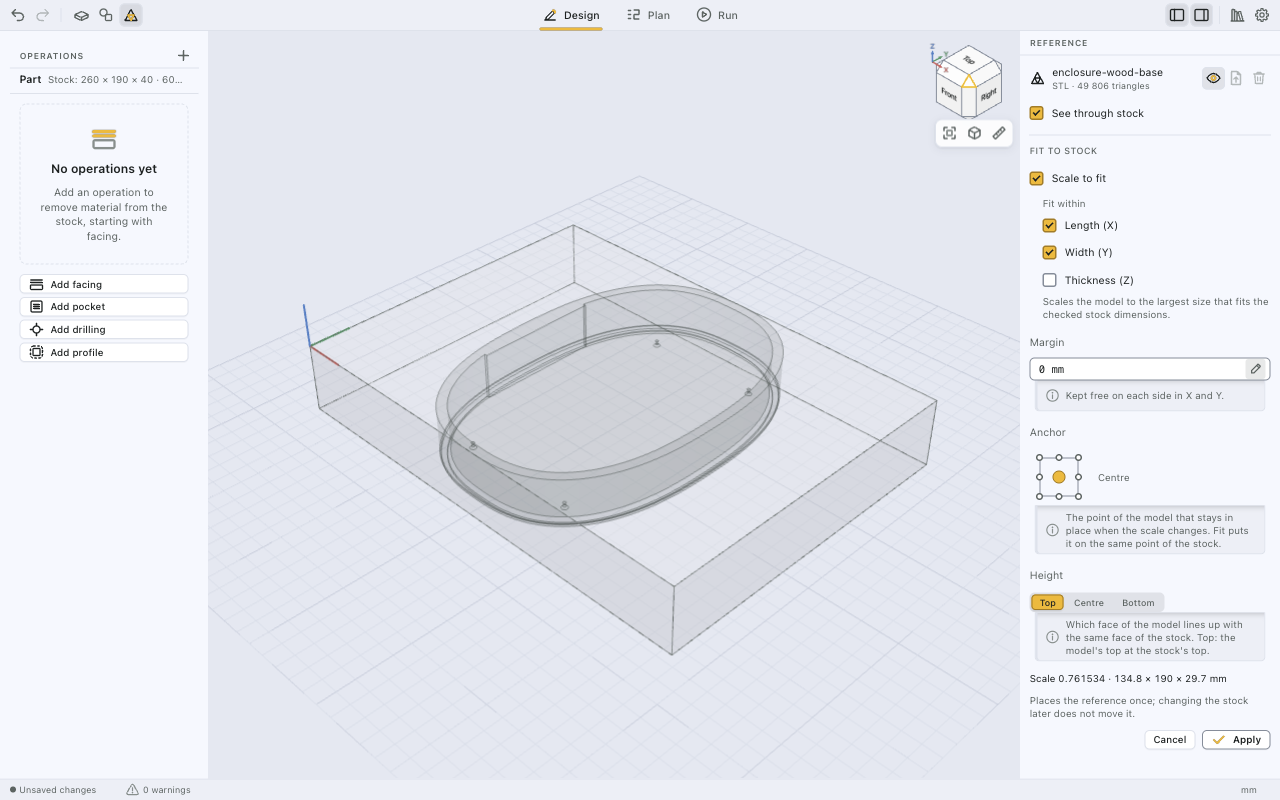 Design
Plan
Run
OPERATIONS
Part Stock: 260 × 190 × 40 · 60...
No operations yet
Add an operation to
remove material from the
stock, starting with
facing.
Add facing
Add pocket
Add drilling
Add profile
Z
Y
X
Top
Front
Right
REFERENCE
enclosure-wood-base
STL · 49 806 triangles
See through stock
FIT TO STOCK
Scale to fit
Fit within
Length (X)
Width (Y)
Thickness (Z)
Scales the model to the largest size that fits the
checked stock dimensions.
Margin
0 mm
Kept free on each side in X and Y.
Anchor
Centre
The point of the model that stays in
place when the scale changes. Fit puts
it on the same point of the stock.
Height
Top Centre Bottom
Which face of the model lines up with
the same face of the stock. Top: the
model's top at the stock's top.
Scale 0.761534 · 134.8 × 190 × 29.7 mm
Places the reference once; changing the stock
later does not move it.
Cancel
Apply
Unsaved changes
0 warnings
mm